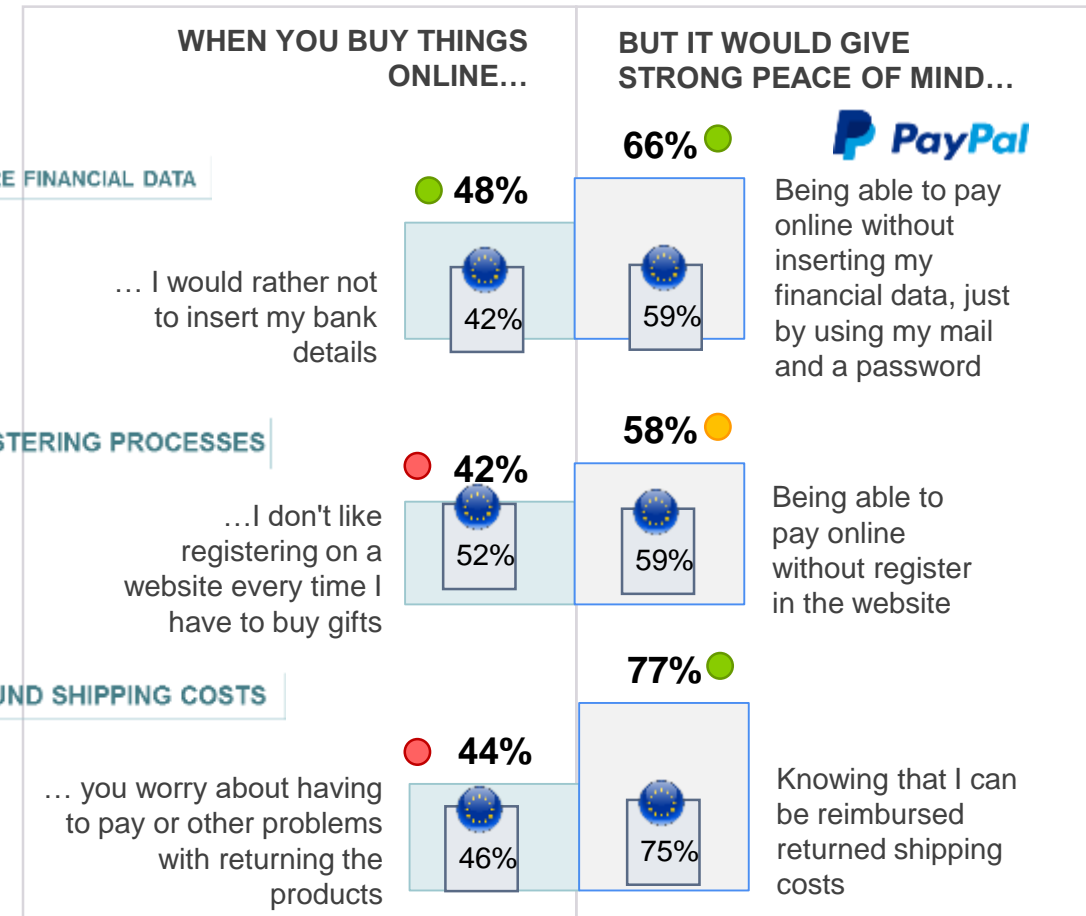 WHEN YOU BUY THINGS
ONLINE…
BUT IT WOULD GIVE
STRONG PEACE OF MIND…
PayPal
FINANCIAL DATA
48%
66%
… I would rather not
to insert my bank
details
42%
59%
Being able to pay
online without
inserting my
financial data, just
by using my mail
and a password
PROCESSES
42%
58%
…I don't like
registering on a
website every time I
have to buy gifts
52%
59%
Being able to
pay online
without register
in the website
SHIPPING COSTS
44%
77%
… you worry about having
to pay or other problems
with returning the
products
46%
75%
Knowing that I can
be reimbursed
returned shipping
costs